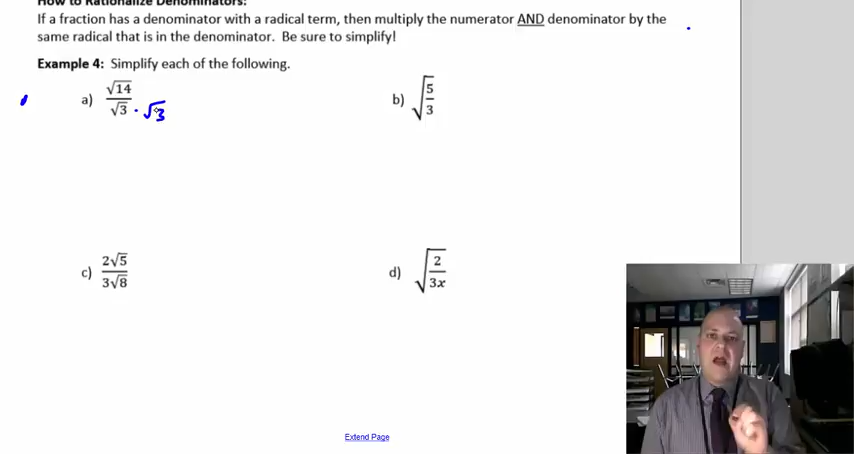 How to Rationalize Denominators:
If a fraction has a denominator with a radical term, then multiply the numerator AND denominator by the
same radical that is in the denominator. Be sure to simplify!
Example 4: Simplify each of the following.
a) √14/√3 · √3
b) √(5/3)
c) 2√5/3√8
d) √(2/3x)
Extend Page